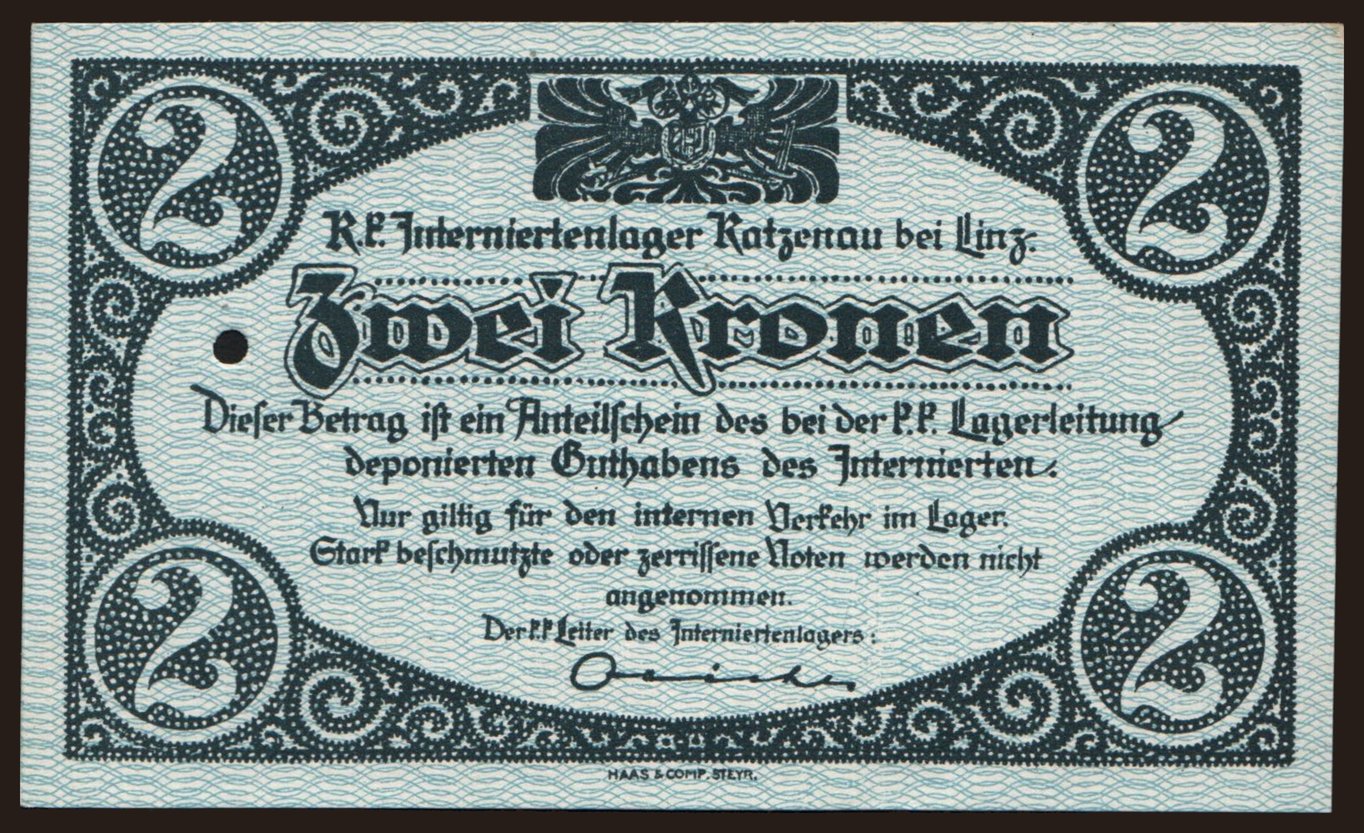 2 2
K.k. Interniertenlager Katzenau bei Linz.
Zwei Kronen
Dieser Betrag ist ein Anteilschein des bei der k.k. Lagerleitung
deponierten Guthabens des Internierten.
Nur giltig für den internen Verkehr im Lager.
Stark beschmutzte oder zerrissene Noten werden nicht
angenommen.
Der k.k Leiter des Interniertenlagers:
2 2
HAAS & COMP. STEYR.